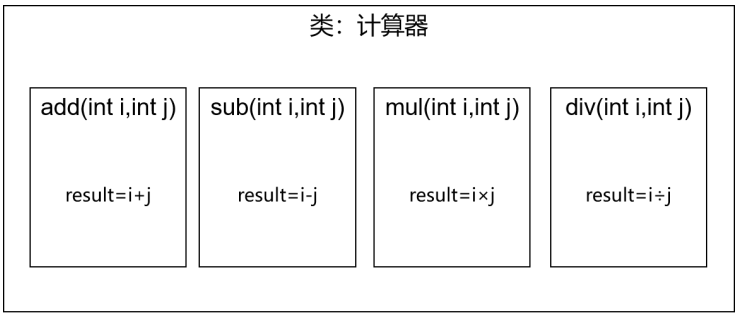 类：计算器
add(int i,int j)
sub(int i,int j)
mul(int i,int j)
div(int i,int j)
result=i+j
result=i-j
result=i×j
result=i÷j